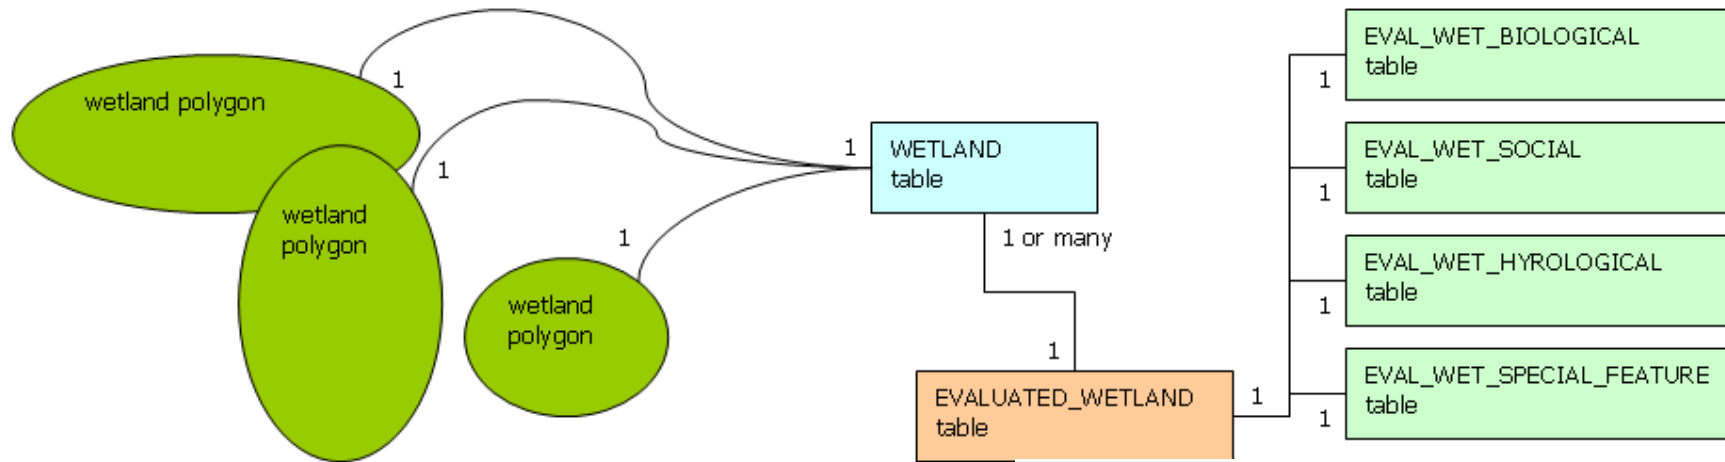 wetland polygon
1
wetland
polygon
1
wetland
polygon
1
1
WETLAND
table
1 or many
1
EVALUATED_WETLAND
table
1
EVAL_WET_BIOLOGICAL
table
1
EVAL_WET_SOCIAL
table
1
EVAL_WET_HYROLOGICAL
table
1
EVAL_WET_SPECIAL_FEATURE
table
1